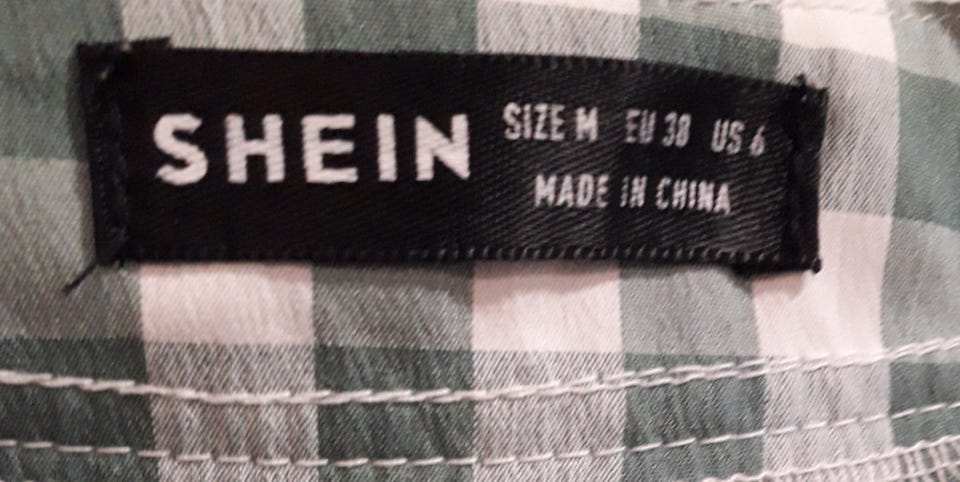 SHEIN
SIZE M EU 38 US 6
MADE IN CHINA